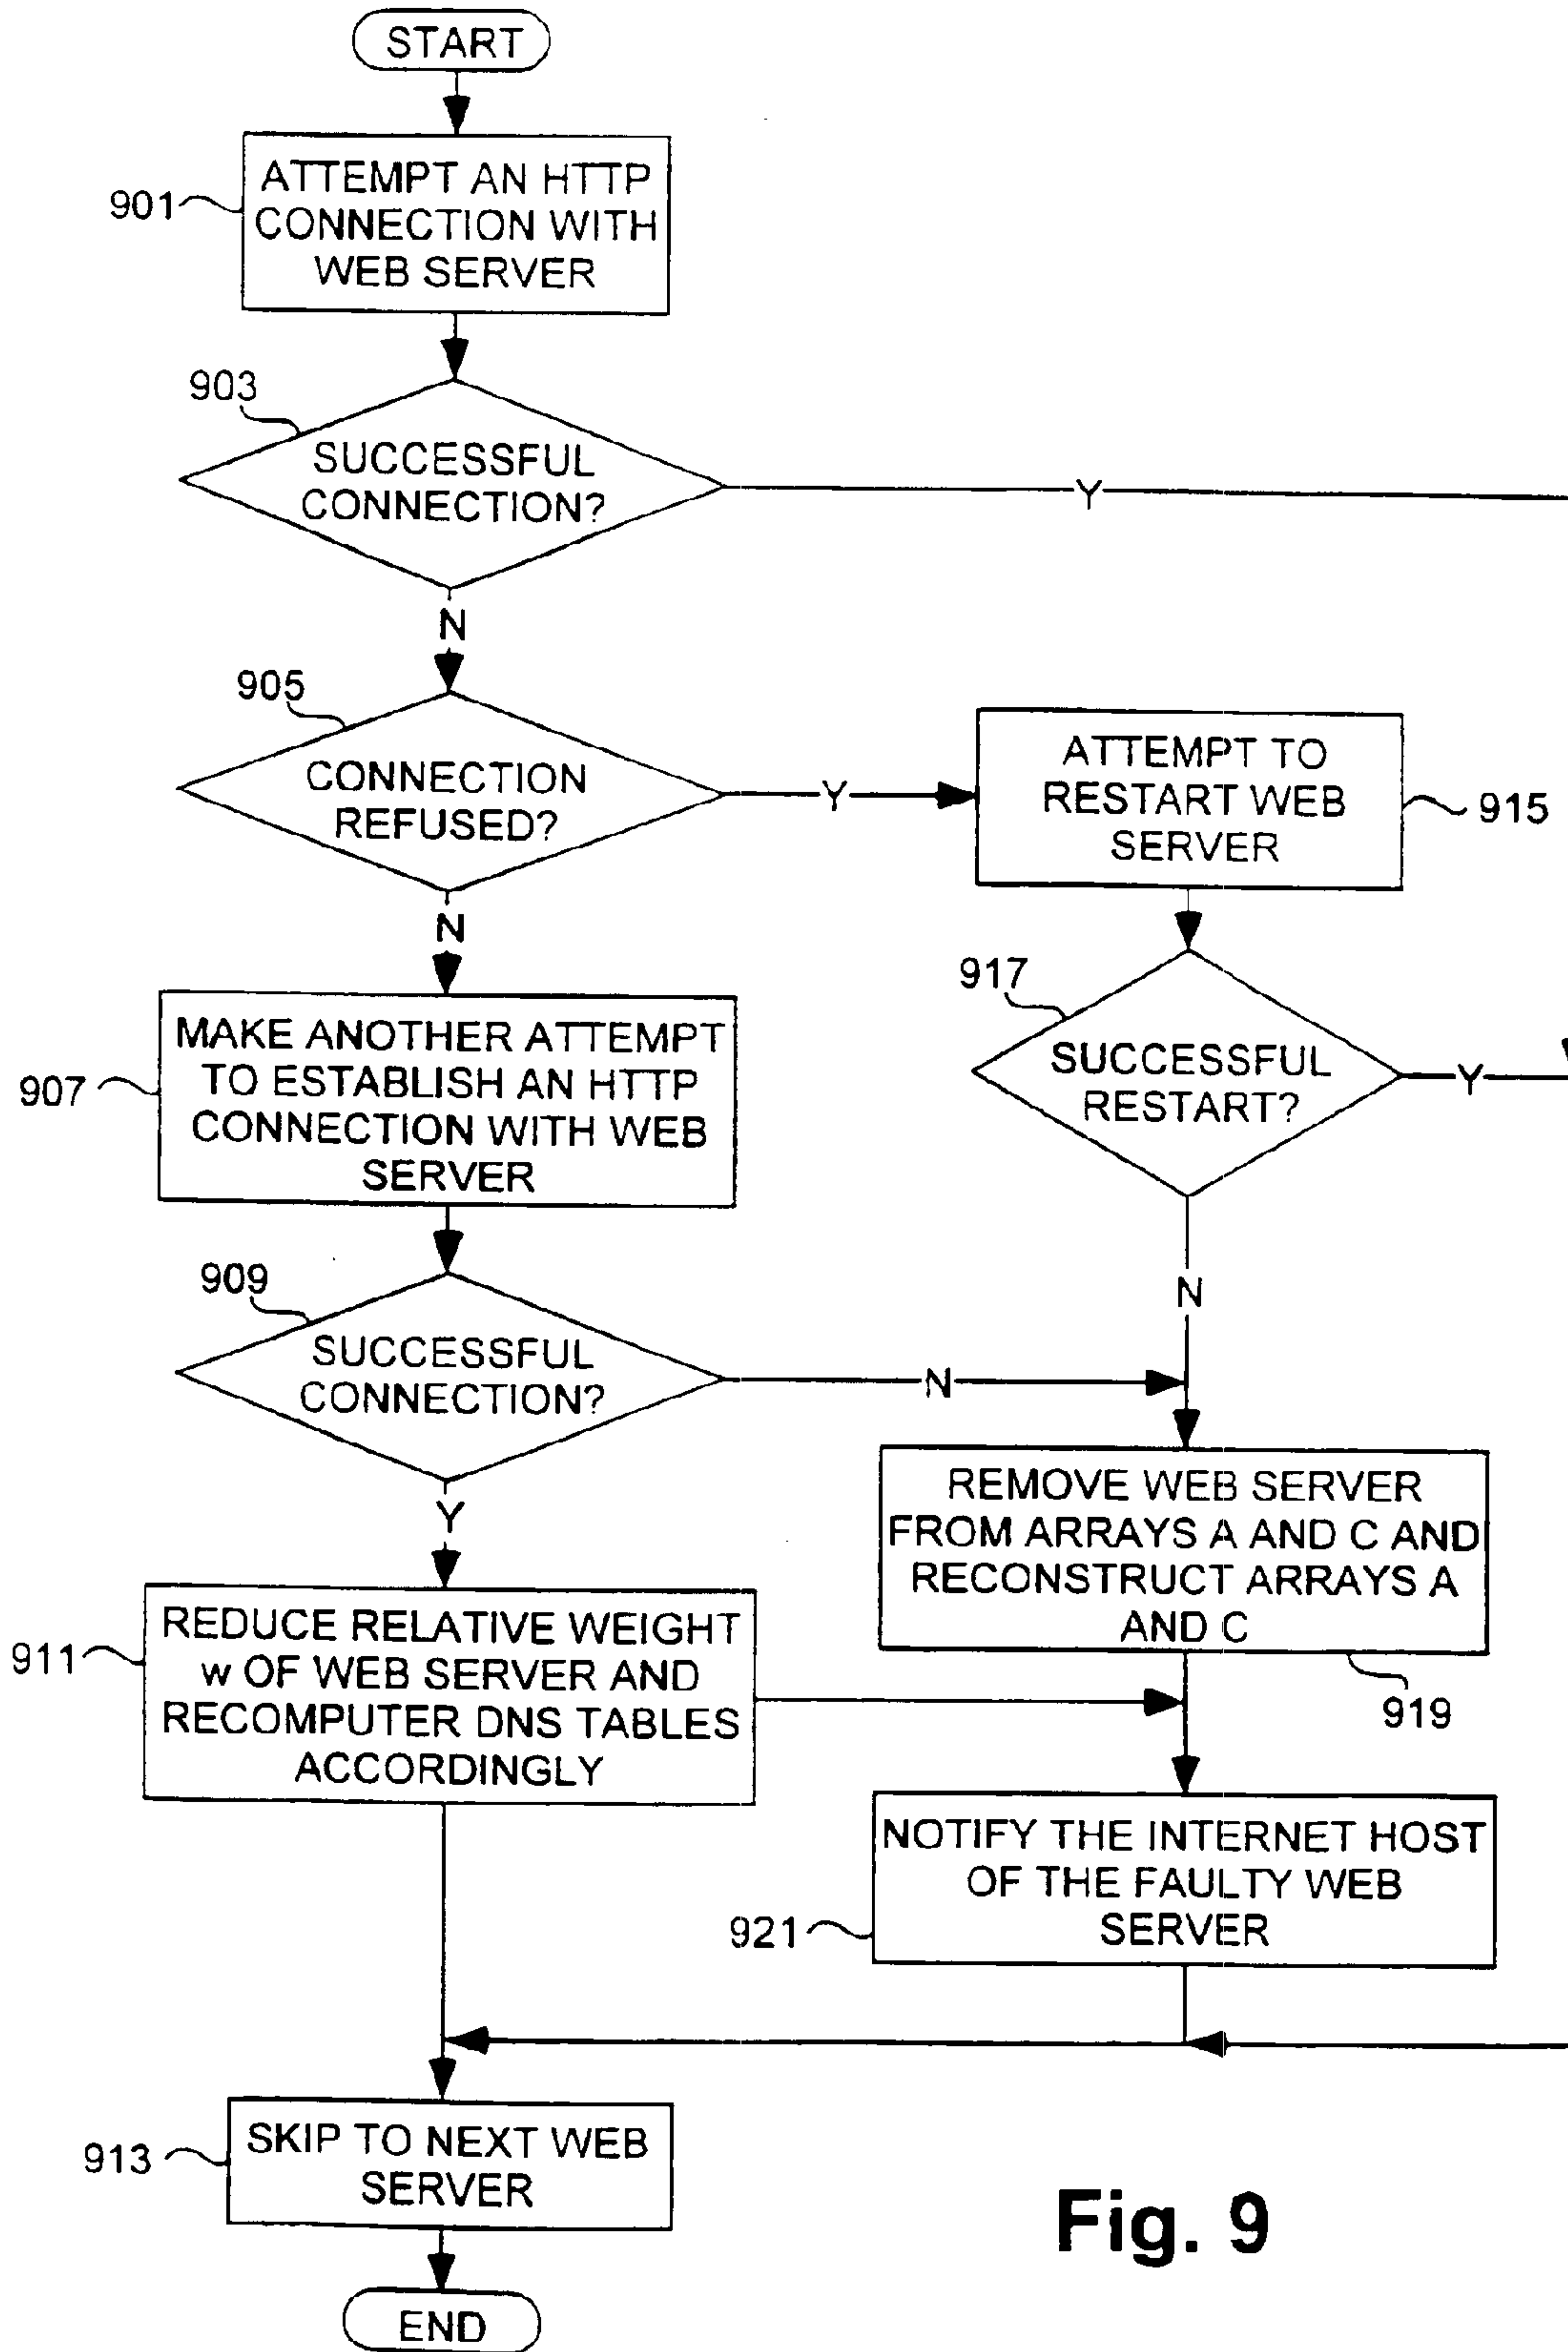 START
ATTEMPT AN HTTP
CONNECTION WITH
WEB SERVER
901
903
SUCCESSFUL
CONNECTION?
Y
N
905
CONNECTION
REFUSED?
Y
N
ATTEMPT TO
RESTART WEB
SERVER
915
917
SUCCESSFUL
RESTART?
Y
N
907
MAKE ANOTHER ATTEMPT
TO ESTABLISH AN HTTP
CONNECTION WITH WEB
SERVER
909
SUCCESSFUL
CONNECTION?
N
Y
REMOVE WEB SERVER
FROM ARRAYS A AND C AND
RECONSTRUCT ARRAYS A
AND C
919
911
REDUCE RELATIVE WEIGHT
w OF WEB SERVER AND
RECOMPUTER DNS TABLES
ACCORDINGLY
NOTIFY THE INTERNET HOST
OF THE FAULTY WEB
SERVER
921
913
SKIP TO NEXT WEB
SERVER
END
Fig. 9